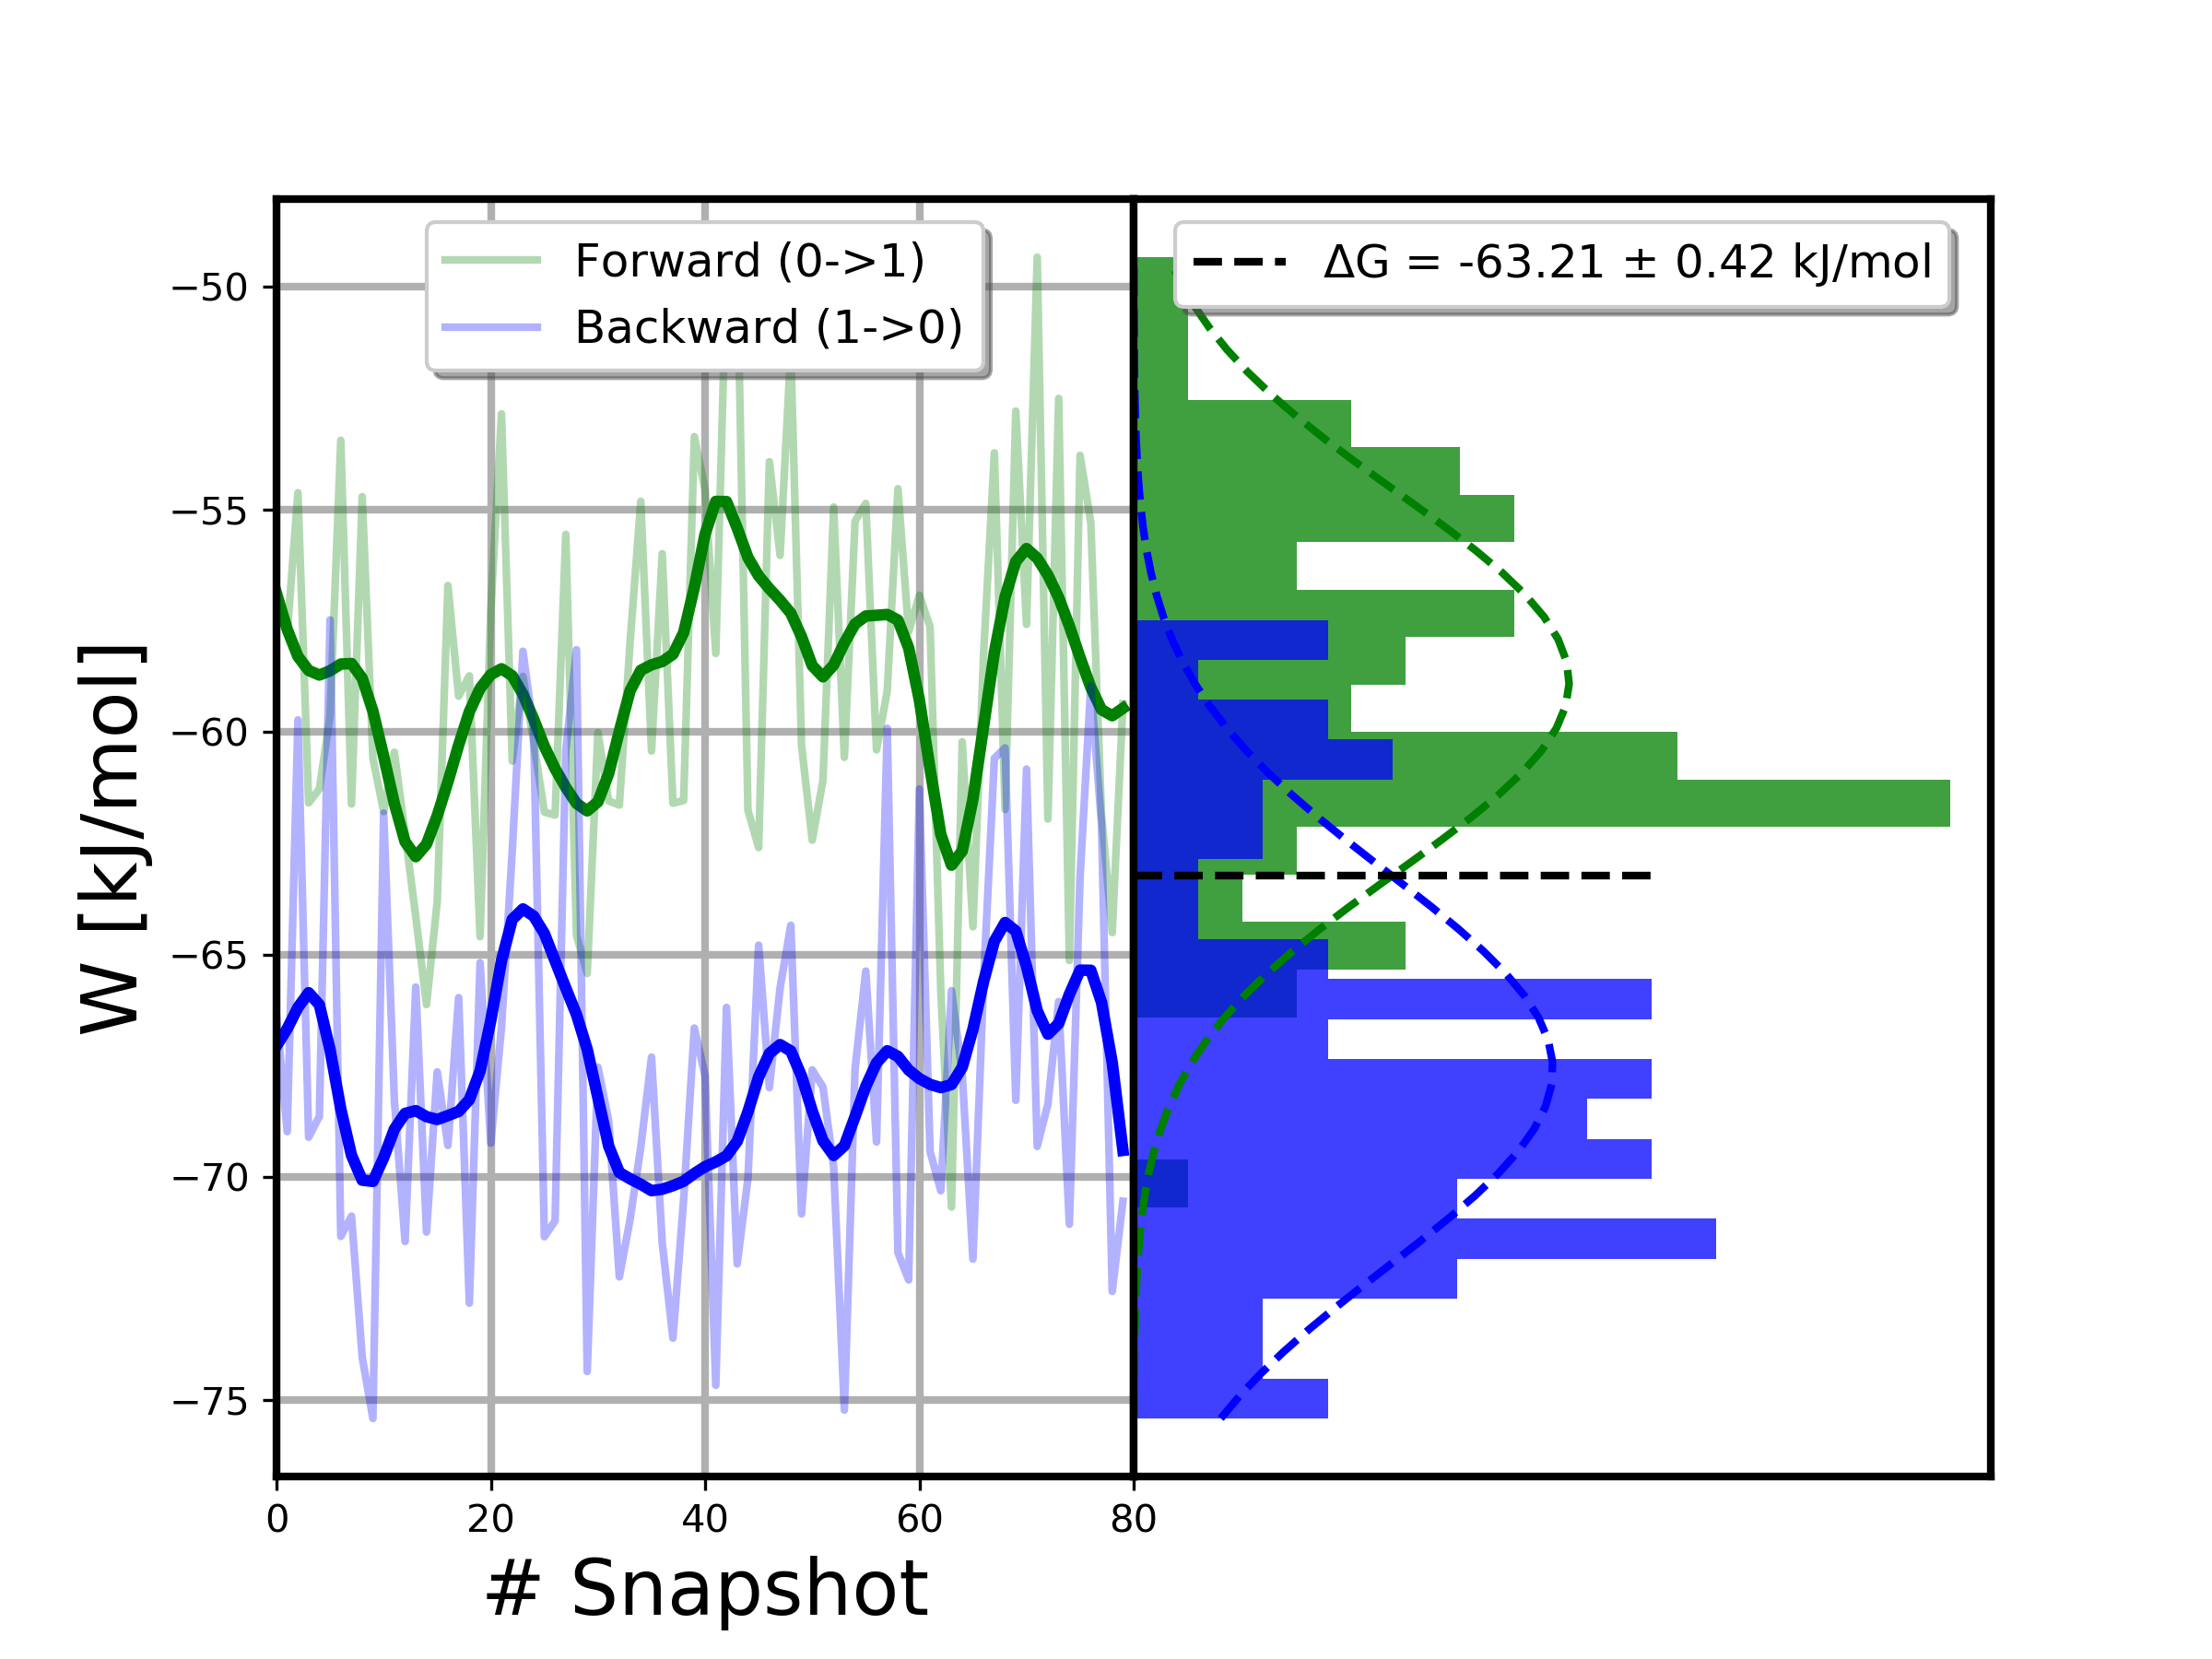 Forward (0->1)
Backward (1->0)
ΔG = -63.21 ± 0.42 kJ/mol
−50
−55
−60
−65
−70
−75
W [kJ/mol]
0 20 40 60 80
# Snapshot